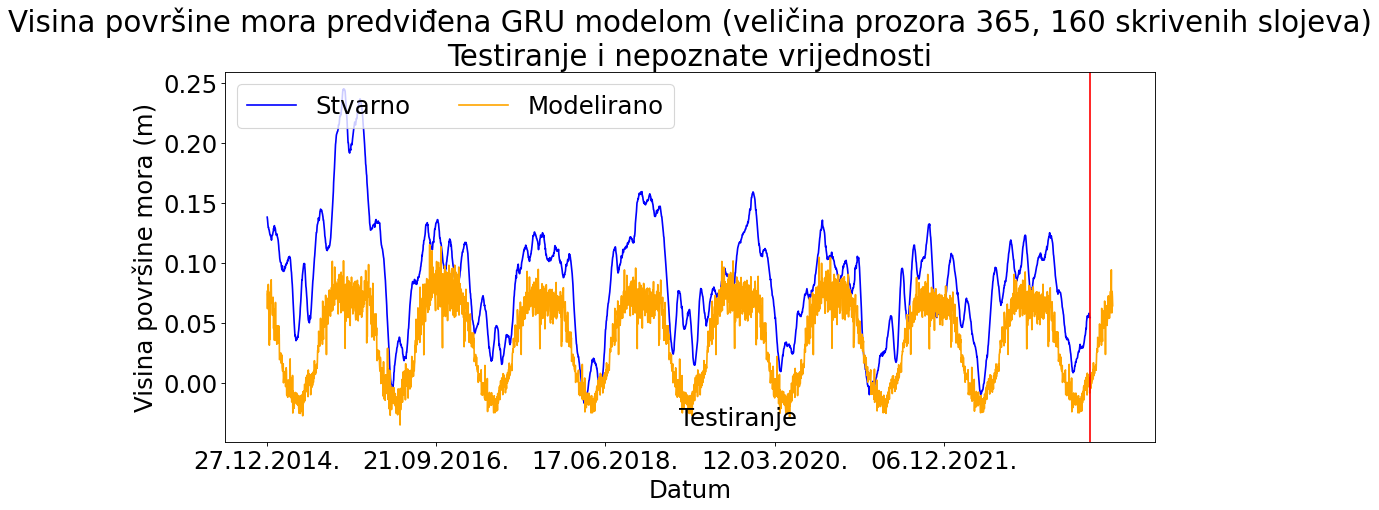 Visina površine mora predviđena GRU modelom (veličina prozora 365, 160 skrivenih slojeva)
Testiranje i nepoznate vrijednosti
Stvarno
Modelirano
Visina površine mora (m)
0.25
0.20
0.15
0.10
0.05
0.00
Testiranje
27.12.2014.
21.09.2016.
17.06.2018.
12.03.2020.
06.12.2021.
Datum